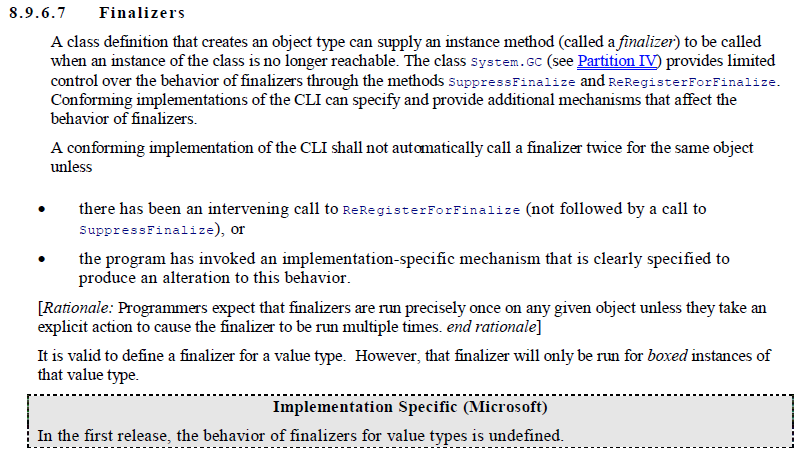 8.9.6.7 Finalizers
A class definition that creates an object type can supply an instance method (called a finalizer) to be called
when an instance of the class is no longer reachable. The class System.GC (see Partition IV) provides limited
control over the behavior of finalizers through the methods SuppressFinalize and ReRegisterForFinalize.
Conforming implementations of the CLI can specify and provide additional mechanisms that affect the
behavior of finalizers.
A conforming implementation of the CLI shall not automatically call a finalizer twice for the same object
unless
• there has been an intervening call to ReRegisterForFinalize (not followed by a call to
SuppressFinalize), or
• the program has invoked an implementation-specific mechanism that is clearly specified to
produce an alteration to this behavior.
[Rationale: Programmers expect that finalizers are run precisely once on any given object unless they take an
explicit action to cause the finalizer to be run multiple times. end rationale]
It is valid to define a finalizer for a value type. However, that finalizer will only be run for boxed instances of
that value type.
Implementation Specific (Microsoft)
In the first release, the behavior of finalizers for value types is undefined.